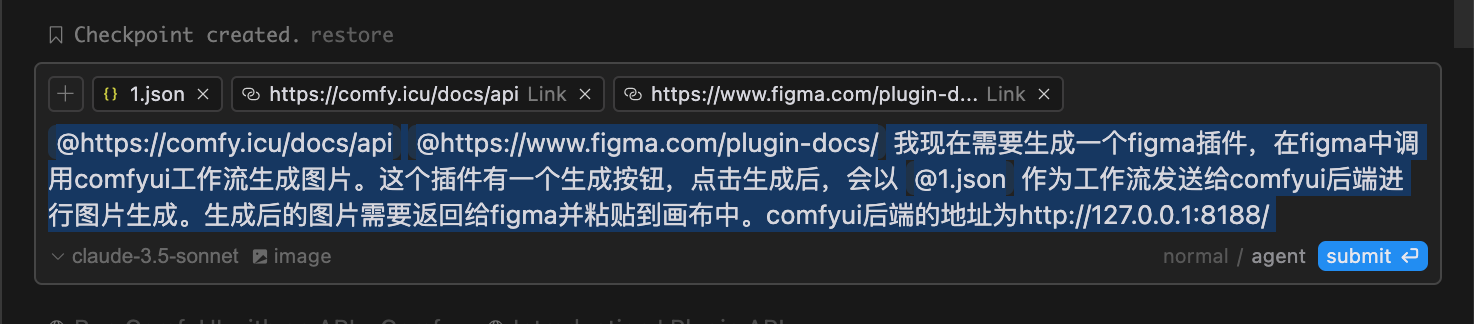 Checkpoint created. restore
{} 1.json × https://comfy.icu/docs/api Link × https://www.figma.com/plugin-d... Link ×
@https://comfy.icu/docs/api @https://www.figma.com/plugin-docs/ 我现在需要生成一个figma插件，在figma中调
用comfyui工作流生成图片。这个插件有一个生成按钮，点击生成后，会以 @1.json 作为工作流发送给comfyui后端进
行图片生成。生成后的图片需要返回给figma并粘贴到画布中。comfyui后端的地址为http://127.0.0.1:8188/
claude-3.5-sonnet image normal / agent submit